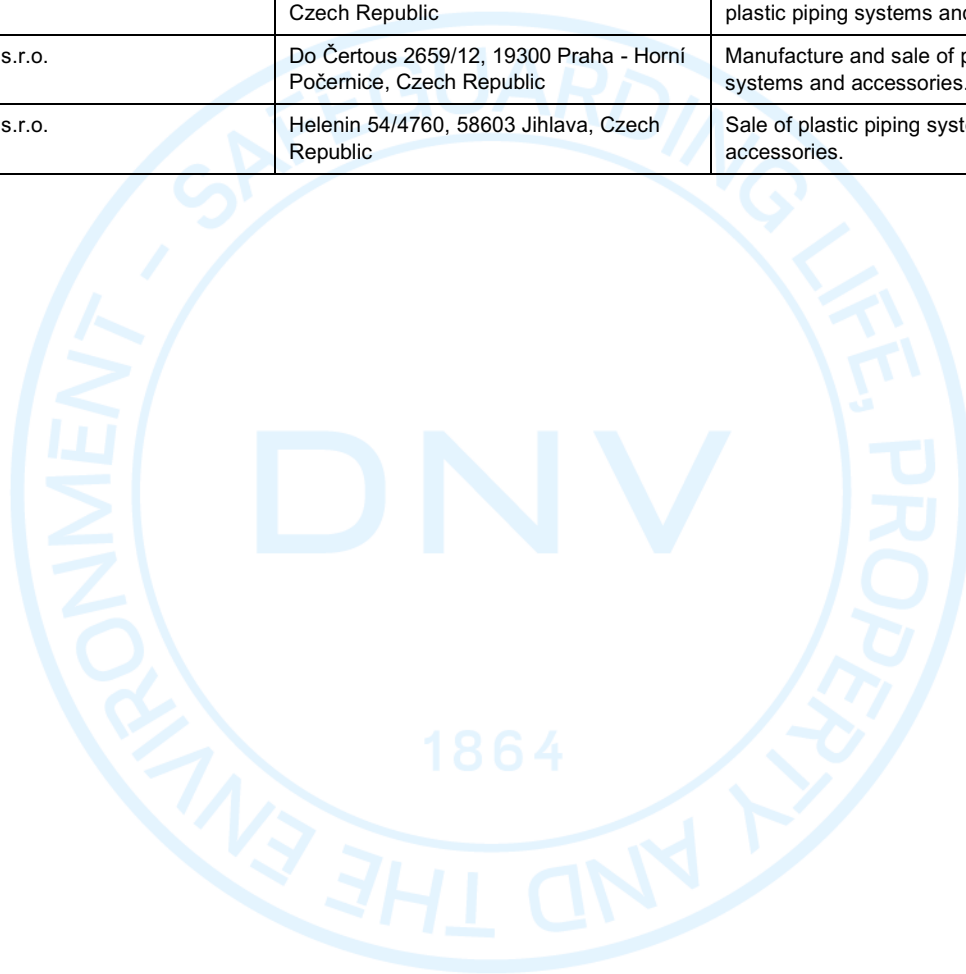 Czech Republic
plastic piping systems and
s.r.o.
Do Čertous 2659/12, 19300 Praha - Horní
Počernice, Czech Republic
Manufacture and sale of
systems and accessories.
s.r.o.
Helenin 54/4760, 58603 Jihlava, Czech
Republic
Sale of plastic piping
accessories.
SAFEGUARDING LIFE, PROPERTY AND THE ENVIRONMENT -
DNV
1864